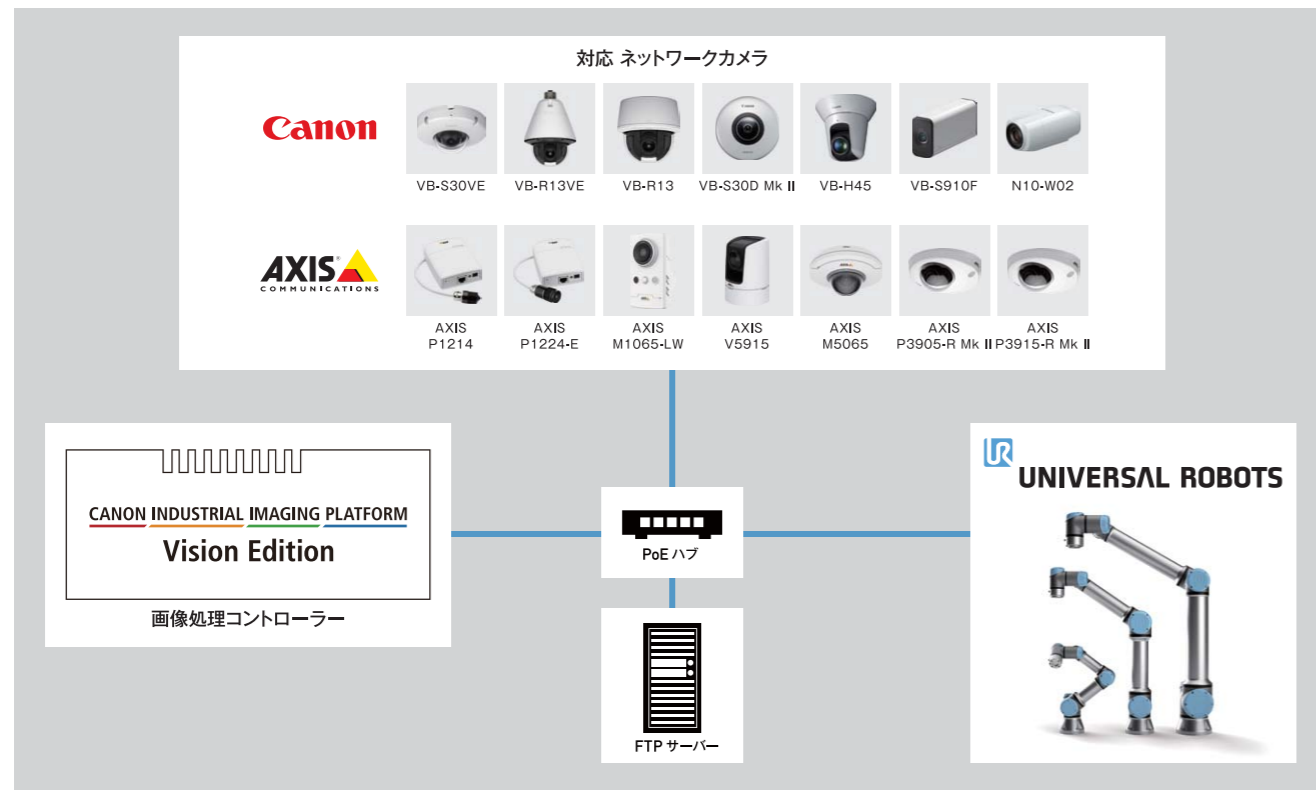 対応 ネットワークカメラ
Canon
VB-S30VE
VB-R13VE
VB-R13
VB-S30D Mk II
VB-H45
VB-S910F
N10-W02
AXIS
COMMUNICATIONS
AXIS
P1214
AXIS
P1224-E
AXIS
M1065-LW
AXIS
V5915
AXIS
M5065
AXIS
P3905-R Mk II
AXIS
P3915-R Mk II
CANON INDUSTRIAL IMAGING PLATFORM
Vision Edition
画像処理コントローラー
PoE ハブ
FTP サーバー
UR
UNIVERSAL ROBOTS